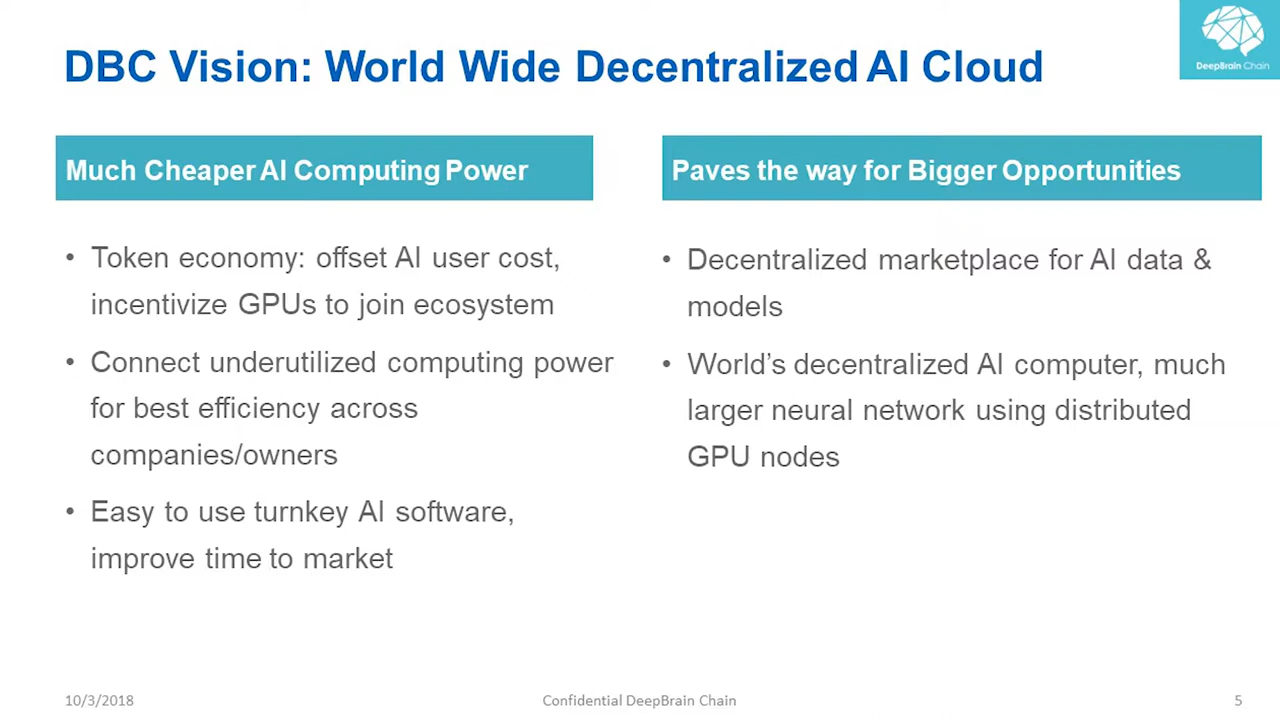 DBC Vision: World Wide Decentralized AI Cloud
DeepBrain Chain
Much Cheaper AI Computing Power
• Token economy: offset AI user cost,
incentivize GPUs to join ecosystem
• Connect underutilized computing power
for best efficiency across
companies/owners
• Easy to use turnkey AI software,
improve time to market
Paves the way for Bigger Opportunities
• Decentralized marketplace for AI data &
models
• World’s decentralized AI computer, much
larger neural network using distributed
GPU nodes
10/3/2018
Confidential DeepBrain Chain
5